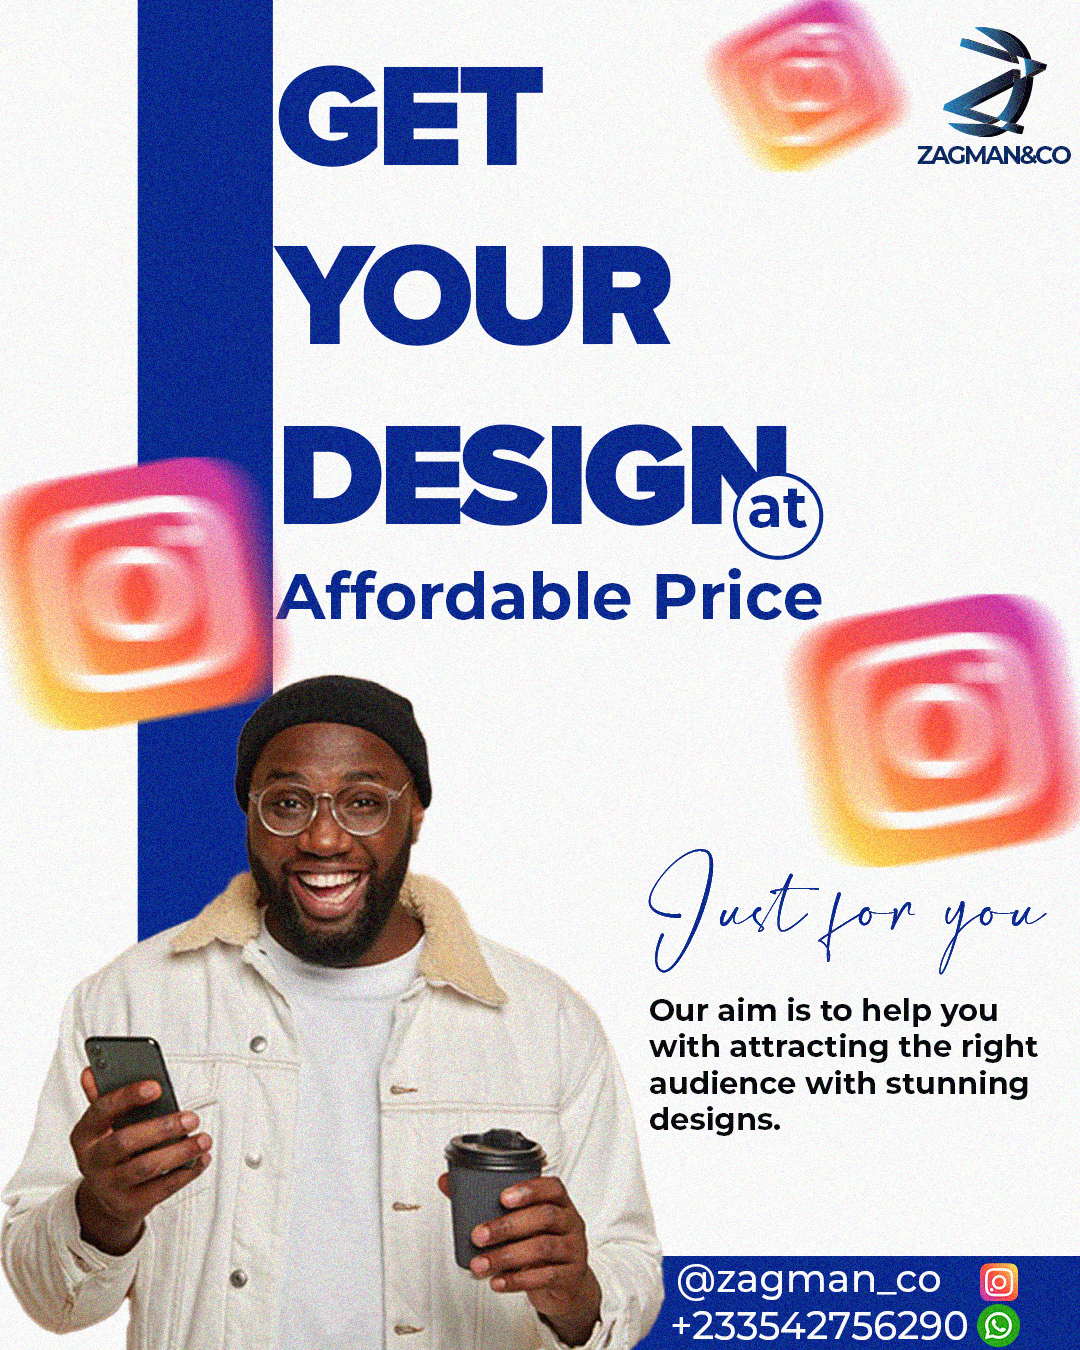 ZAGMAN&CO
GET
YOUR
DESIGN
at
Affordable Price
Just for you
Our aim is to help you
with attracting the right
audience with stunning
designs.
@zagman_co
+233542756290